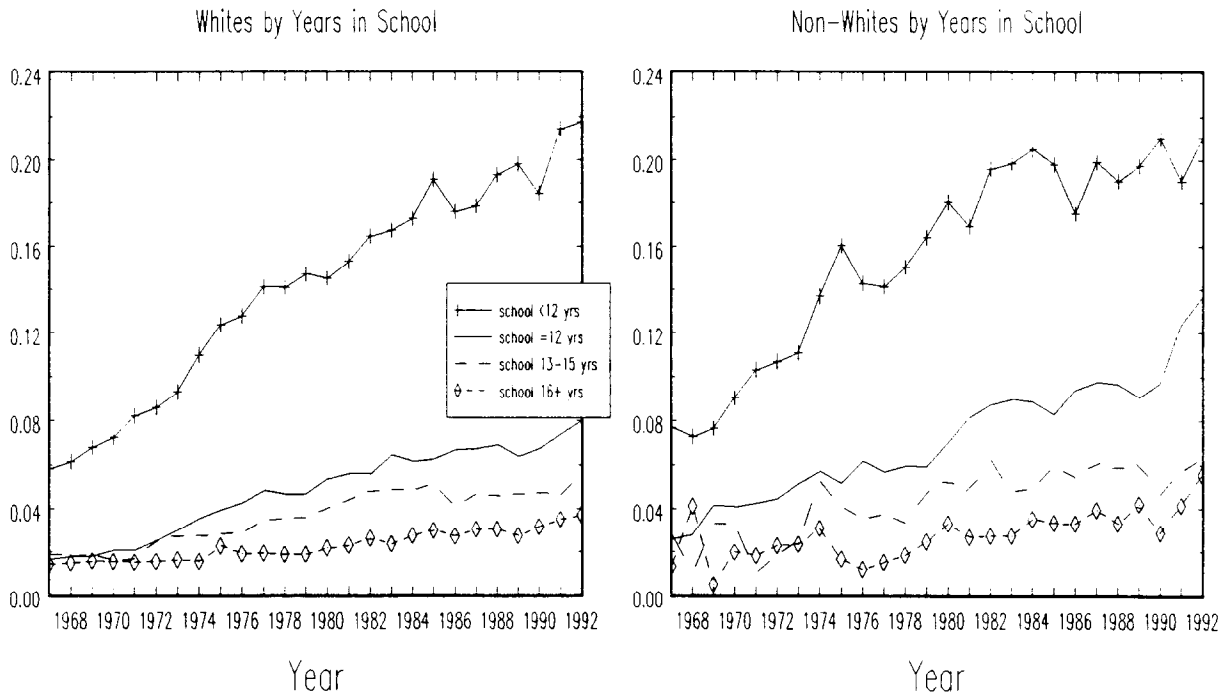 Whites by Years in School
0.24
0.20
0.16
0.12
0.08
0.04
0.00
1968 1970 1972 1974 1976 1978 1980 1982 1984 1986 1988 1990 1992
Year
school <12 yrs
school =12 yrs
school 13-15 yrs
school 16+ yrs
Non-Whites by Years in School
0.24
0.20
0.16
0.12
0.08
0.04
0.00
1968 1970 1972 1974 1976 1978 1980 1982 1984 1986 1988 1990 1992
Year